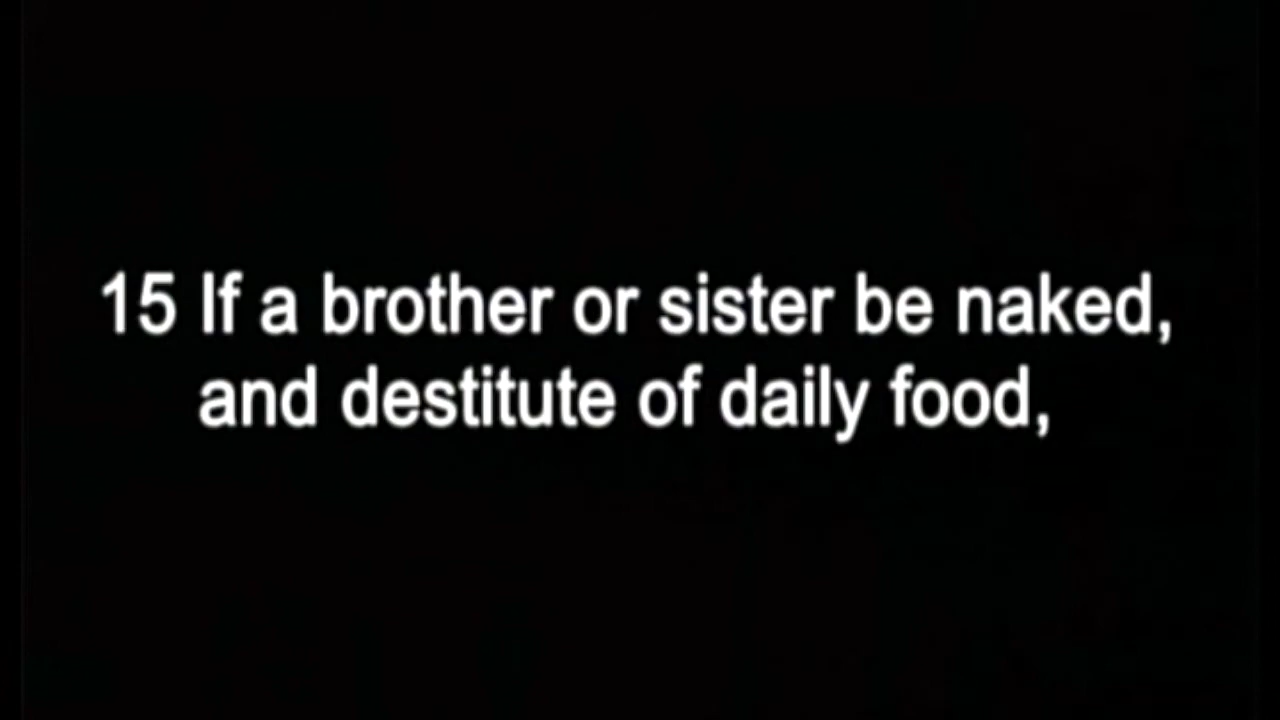 15 If a brother or sister be naked,
and destitute of daily food,